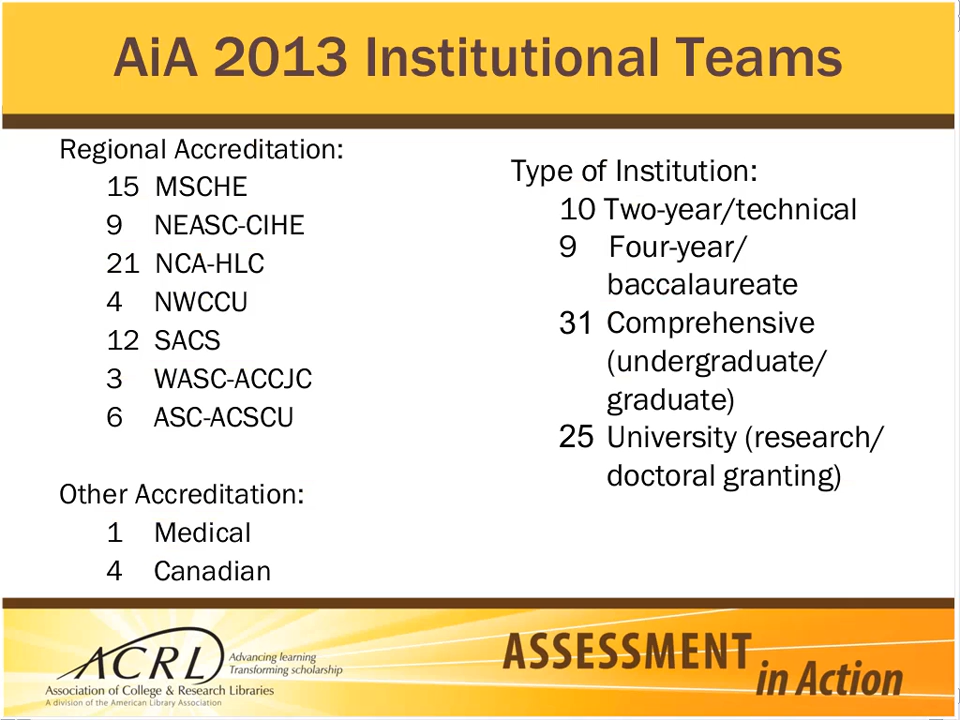 AiA 2013 Institutional Teams
Regional Accreditation:
15 MSCHE
9 NEASC-CIHE
21 NCA-HLC
4 NWCCU
12 SACS
3 WASC-ACCJC
6 ASC-ACSCU
Other Accreditation:
1 Medical
4 Canadian
Type of Institution:
10 Two-year/technical
9 Four-year/
baccalaureate
31 Comprehensive
(undergraduate/
graduate)
25 University (research/
doctoral granting)
ACRL
Advancing learning
Transforming scholarship
Association of College & Research Libraries
A division of the American Library Association
ASSESSMENT
in Action